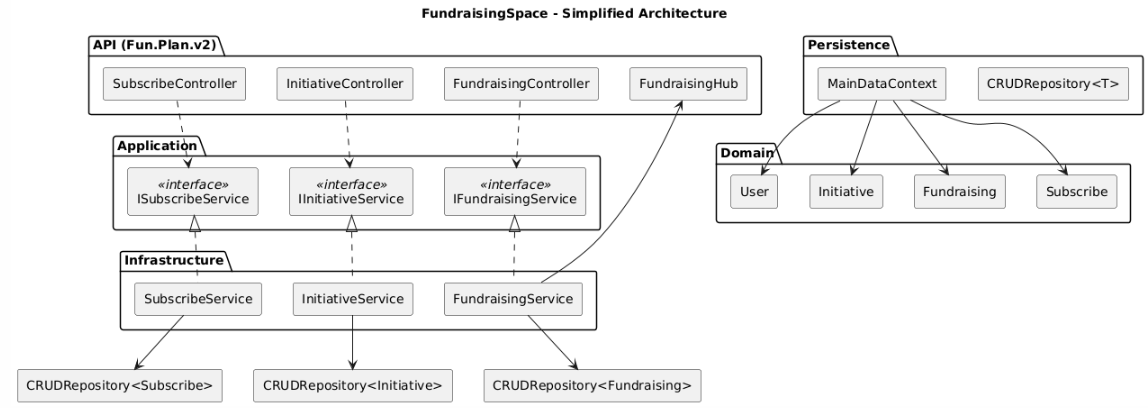 FundraisingSpace - Simplified Architecture
API (Fun.Plan.v2)
SubscribeController
InitiativeController
FundraisingController
FundraisingHub
Persistence
MainDataContext
CRUDRepository<T>
Application
«interface»
ISubscribeService
«interface»
IInitiativeService
«interface»
IFundraisingService
Domain
User
Initiative
Fundraising
Subscribe
Infrastructure
SubscribeService
InitiativeService
FundraisingService
CRUDRepository<Subscribe>
CRUDRepository<Initiative>
CRUDRepository<Fundraising>